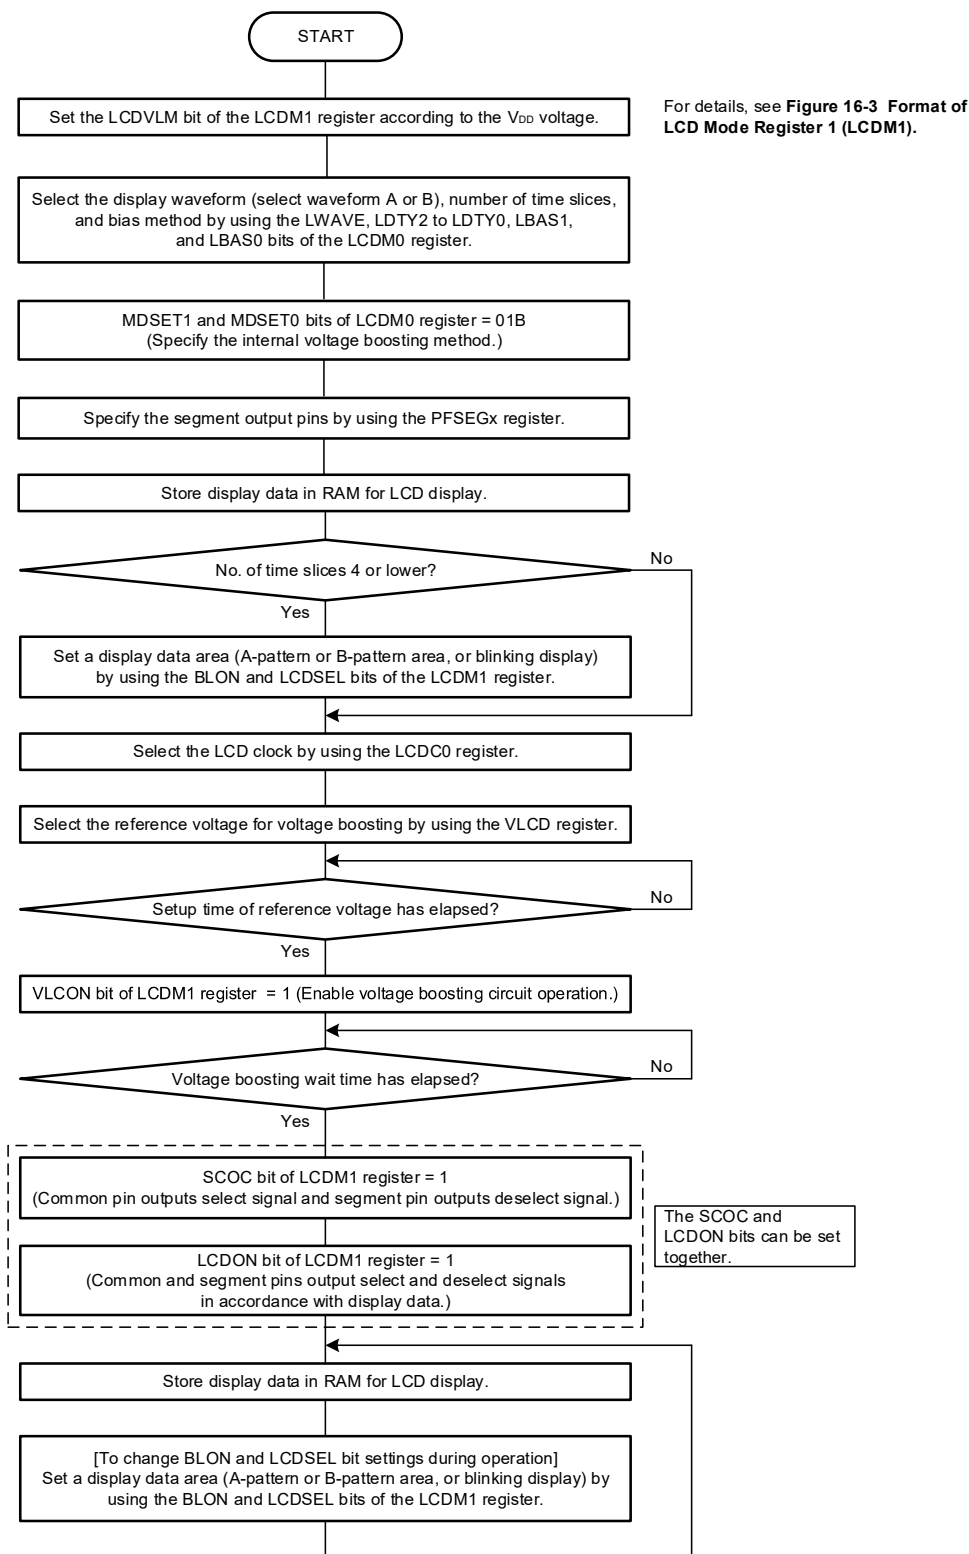 START
Set the LCDVLM bit of the LCDM1 register according to the VDD voltage.
For details, see Figure 16-3 Format of
LCD Mode Register 1 (LCDM1).
Select the display waveform (select waveform A or B), number of time slices,
and bias method by using the LWAVE, LDTY2 to LDTY0, LBAS1,
and LBAS0 bits of the LCDM0 register.
MDSET1 and MDSET0 bits of LCDM0 register = 01B
(Specify the internal voltage boosting method.)
Specify the segment output pins by using the PFSEGx register.
Store display data in RAM for LCD display.
No. of time slices 4 or lower?
No
Yes
Set a display data area (A-pattern or B-pattern area, or blinking display)
by using the BLON and LCDSEL bits of the LCDM1 register.
Select the LCD clock by using the LCDC0 register.
Select the reference voltage for voltage boosting by using the VLCD register.
Setup time of reference voltage has elapsed?
No
Yes
VLCON bit of LCDM1 register = 1 (Enable voltage boosting circuit operation.)
Voltage boosting wait time has elapsed?
No
Yes
SCOC bit of LCDM1 register = 1
(Common pin outputs select signal and segment pin outputs deselect signal.)
The SCOC and
LCDON bits can be set
together.
LCDON bit of LCDM1 register = 1
(Common and segment pins output select and deselect signals
in accordance with display data.)
Store display data in RAM for LCD display.
[To change BLON and LCDSEL bit settings during operation]
Set a display data area (A-pattern or B-pattern area, or blinking display) by
using the BLON and LCDSEL bits of the LCDM1 register.